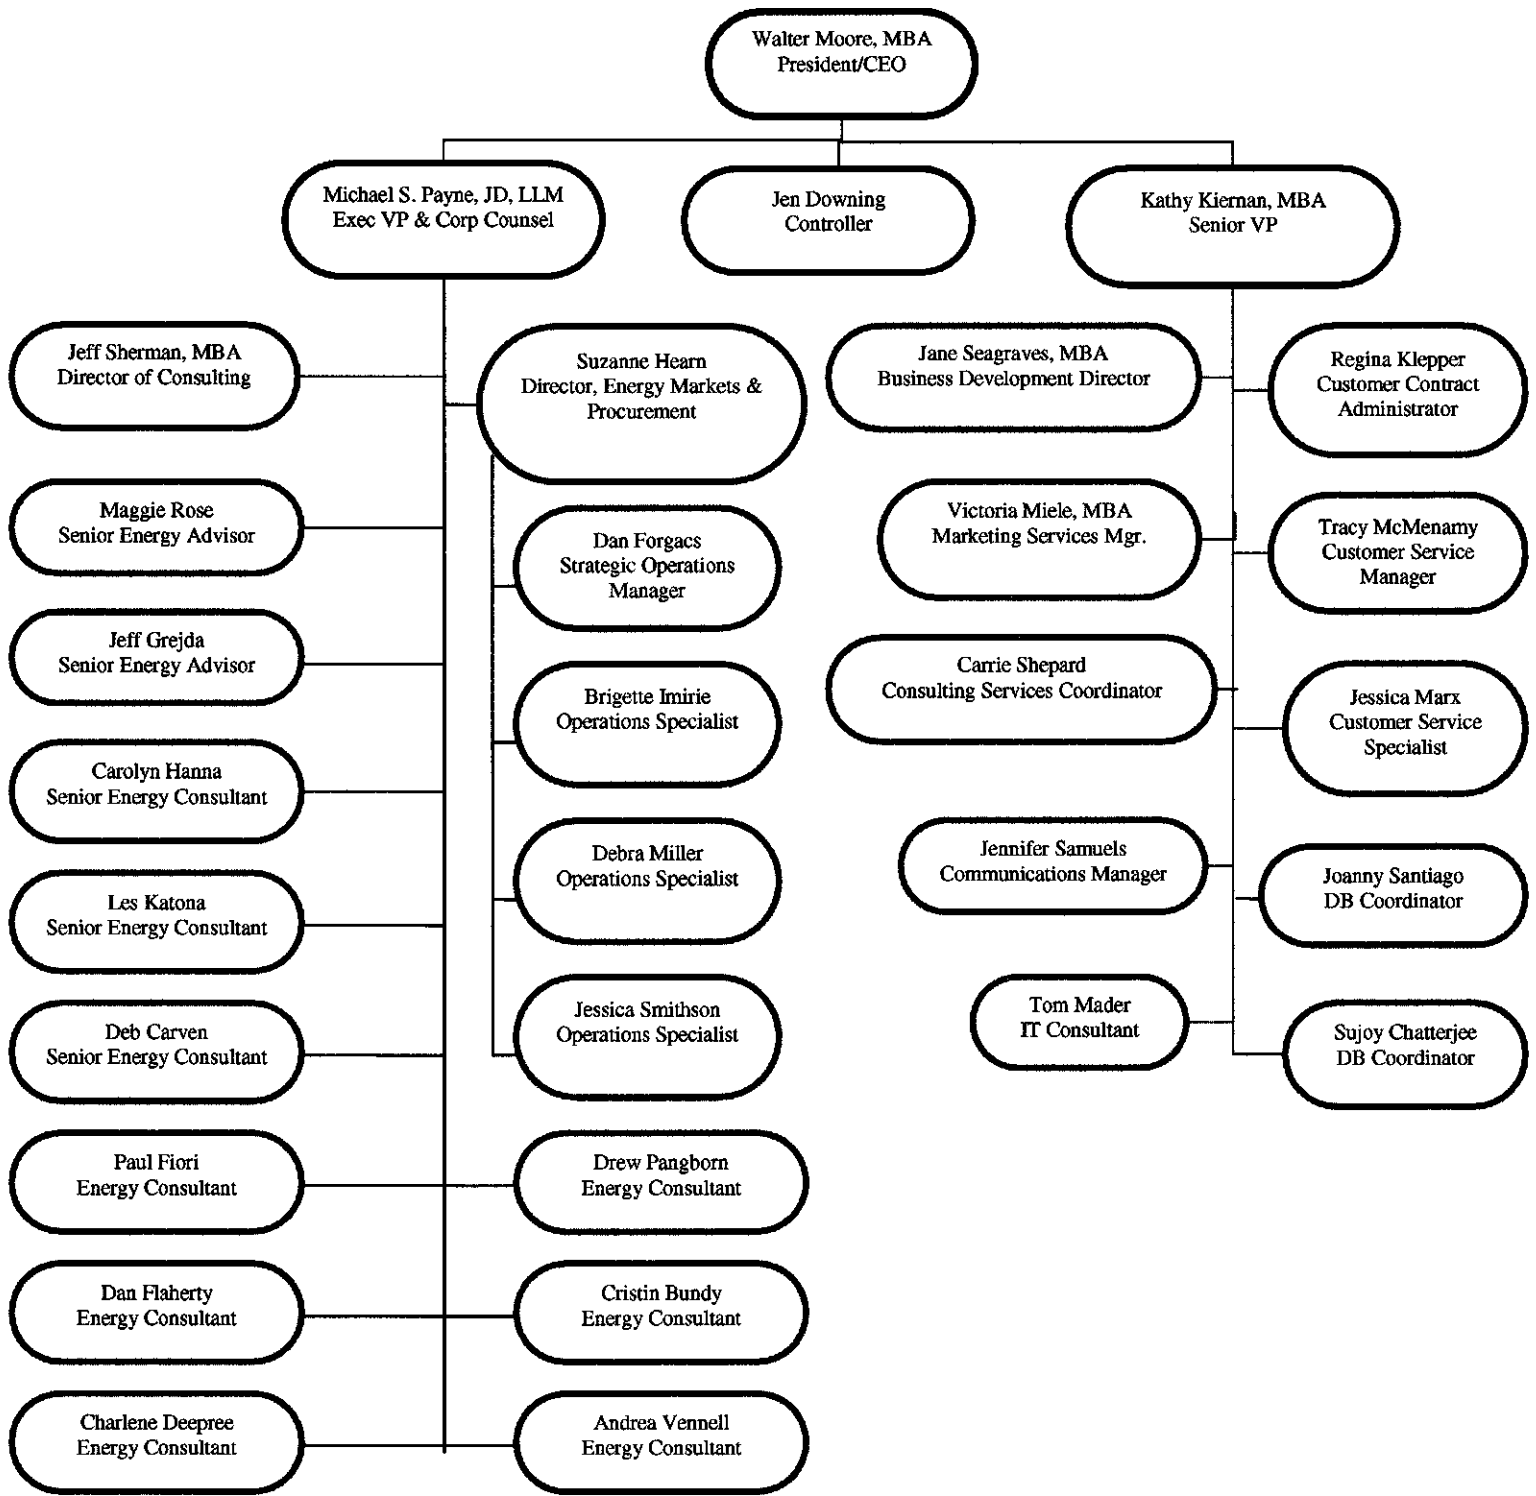 Walter Moore, MBA
President/CEO
Michael S. Payne, JD, LLM
Exec VP & Corp Counsel
Jen Downing
Controller
Kathy Kiernan, MBA
Senior VP
Jeff Sherman, MBA
Director of Consulting
Suzanne Hearn
Director, Energy Markets &
Procurement
Jane Seagraves, MBA
Business Development Director
Regina Klepper
Customer Contract
Administrator
Maggie Rose
Senior Energy Advisor
Dan Forgacs
Strategic Operations
Manager
Victoria Miele, MBA
Marketing Services Mgr.
Tracy McMenamy
Customer Service
Manager
Jeff Grejda
Senior Energy Advisor
Brigette Imirie
Operations Specialist
Carrie Shepard
Consulting Services Coordinator
Jessica Marx
Customer Service
Specialist
Carolyn Hanna
Senior Energy Consultant
Debra Miller
Operations Specialist
Jennifer Samuels
Communications Manager
Joanny Santiago
DB Coordinator
Les Katona
Senior Energy Consultant
Jessica Smithson
Operations Specialist
Tom Mader
IT Consultant
Sujoy Chatterjee
DB Coordinator
Deb Carven
Senior Energy Consultant
Paul Fiori
Energy Consultant
Drew Pangborn
Energy Consultant
Dan Flaherty
Energy Consultant
Cristin Bundy
Energy Consultant
Charlene Deepree
Energy Consultant
Andrea Vennell
Energy Consultant